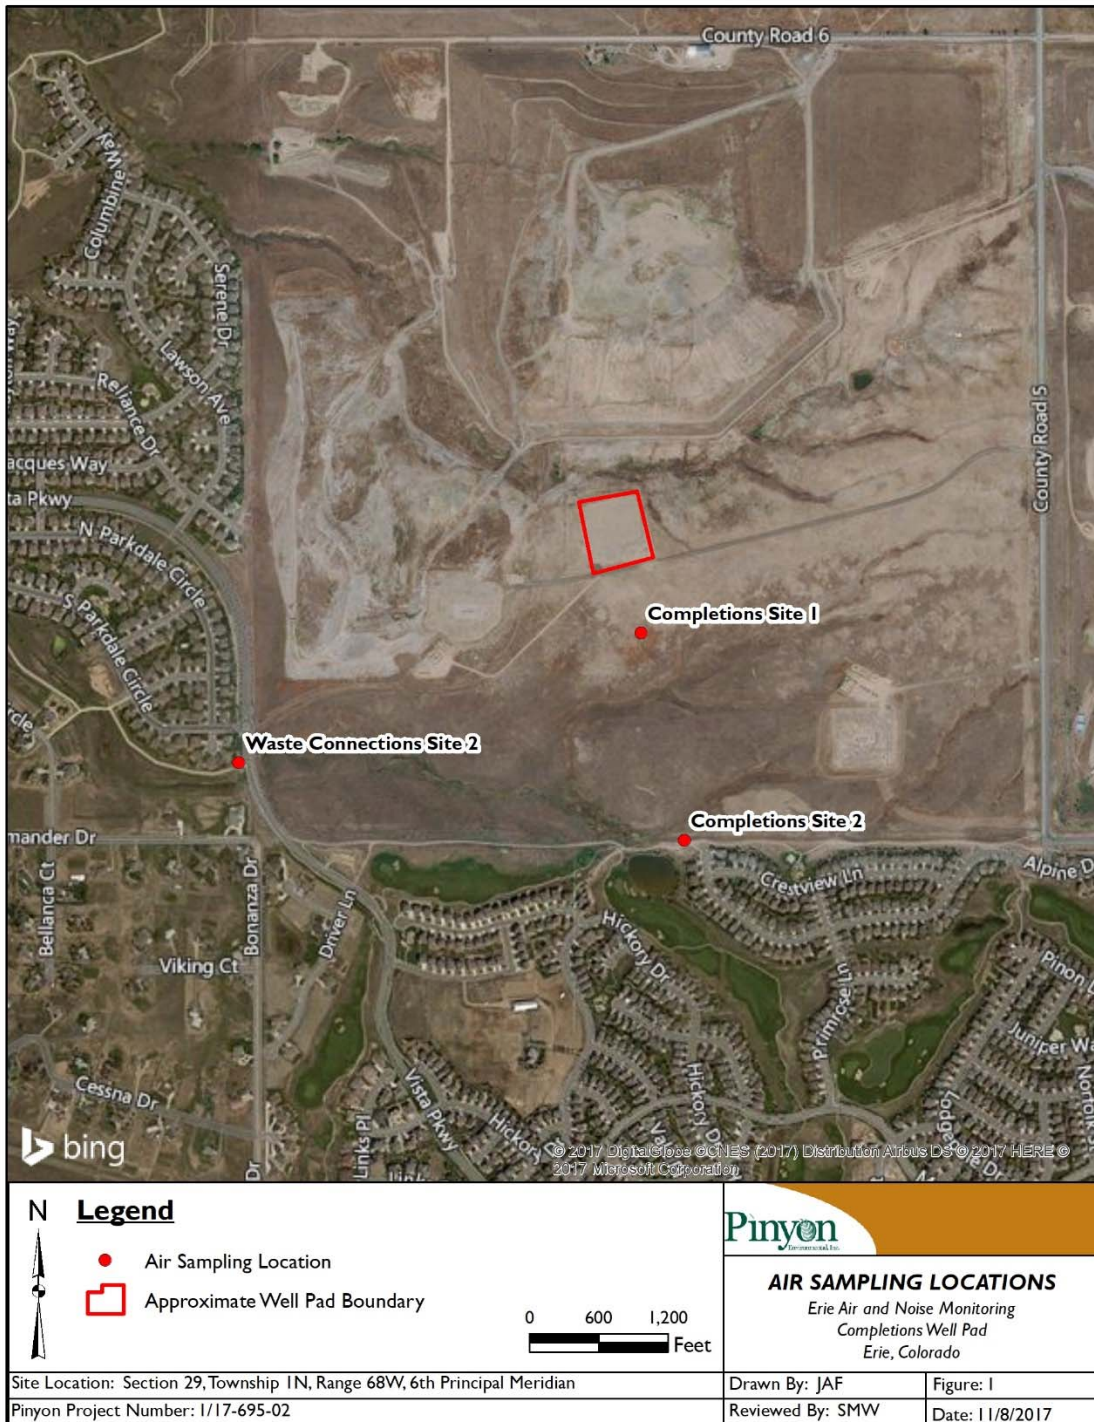 County Road 6
Columbine Way
Serene Dr
Lawson Ave
Reliance Dr
acques Way
ta Pkwy
N Parkdale Circle
S Parkdale Circle
County Road 5
Completions Site 1
rcle
Waste Connections Site 2
Completions Site 2
mander Dr
Bellanca Ct
Bonanza Dr
Driver Ln
Crestview Ln
Alpine D
Viking Ct
Hickory Dr
Primrose Ln
Pinon
Juniper Wa
Cessna Dr
Vista Pkwy
Hickory
Links Pl
Hickory D
Dr
bing
© 2017 DigitalGlobe ©CNES (2017) Distribution Airbus DS © 2017 HERE ©
2017 Microsoft Corporation
N
Legend
Air Sampling Location
Approximate Well Pad Boundary
0 600 1,200
Feet
Pinyon
Environmental, Inc.
AIR SAMPLING LOCATIONS
Erie Air and Noise Monitoring
Completions Well Pad
Erie, Colorado
Site Location: Section 29, Township 1N, Range 68W, 6th Principal Meridian
Drawn By: JAF
Figure: 1
Pinyon Project Number: 1/17-695-02
Reviewed By: SMW
Date: 11/8/2017